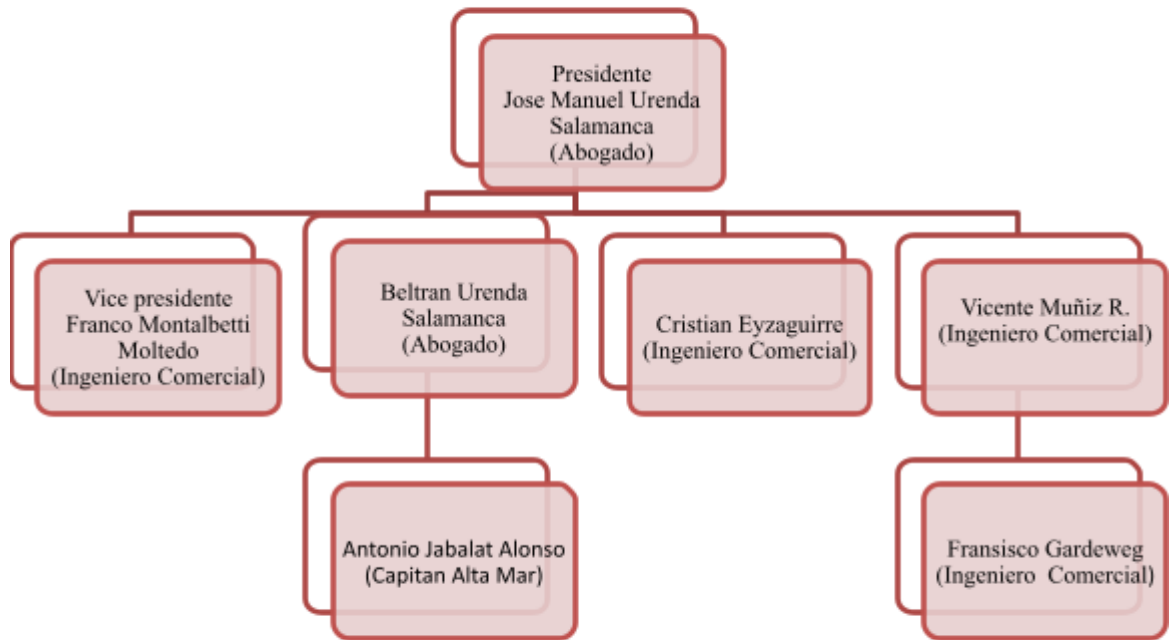 Presidente
Jose Manuel Urenda
Salamanca
(Abogado)
Vice presidente
Franco Montalbetti
Moltedo
(Ingeniero Comercial)
Beltran Urenda
Salamanca
(Abogado)
Cristian Eyzaguirre
(Ingeniero Comercial)
Vicente Muñiz R.
(Ingeniero Comercial)
Antonio Jabalat Alonso
(Capitan Alta Mar)
Fransisco Gardeweg
(Ingeniero  Comercial)